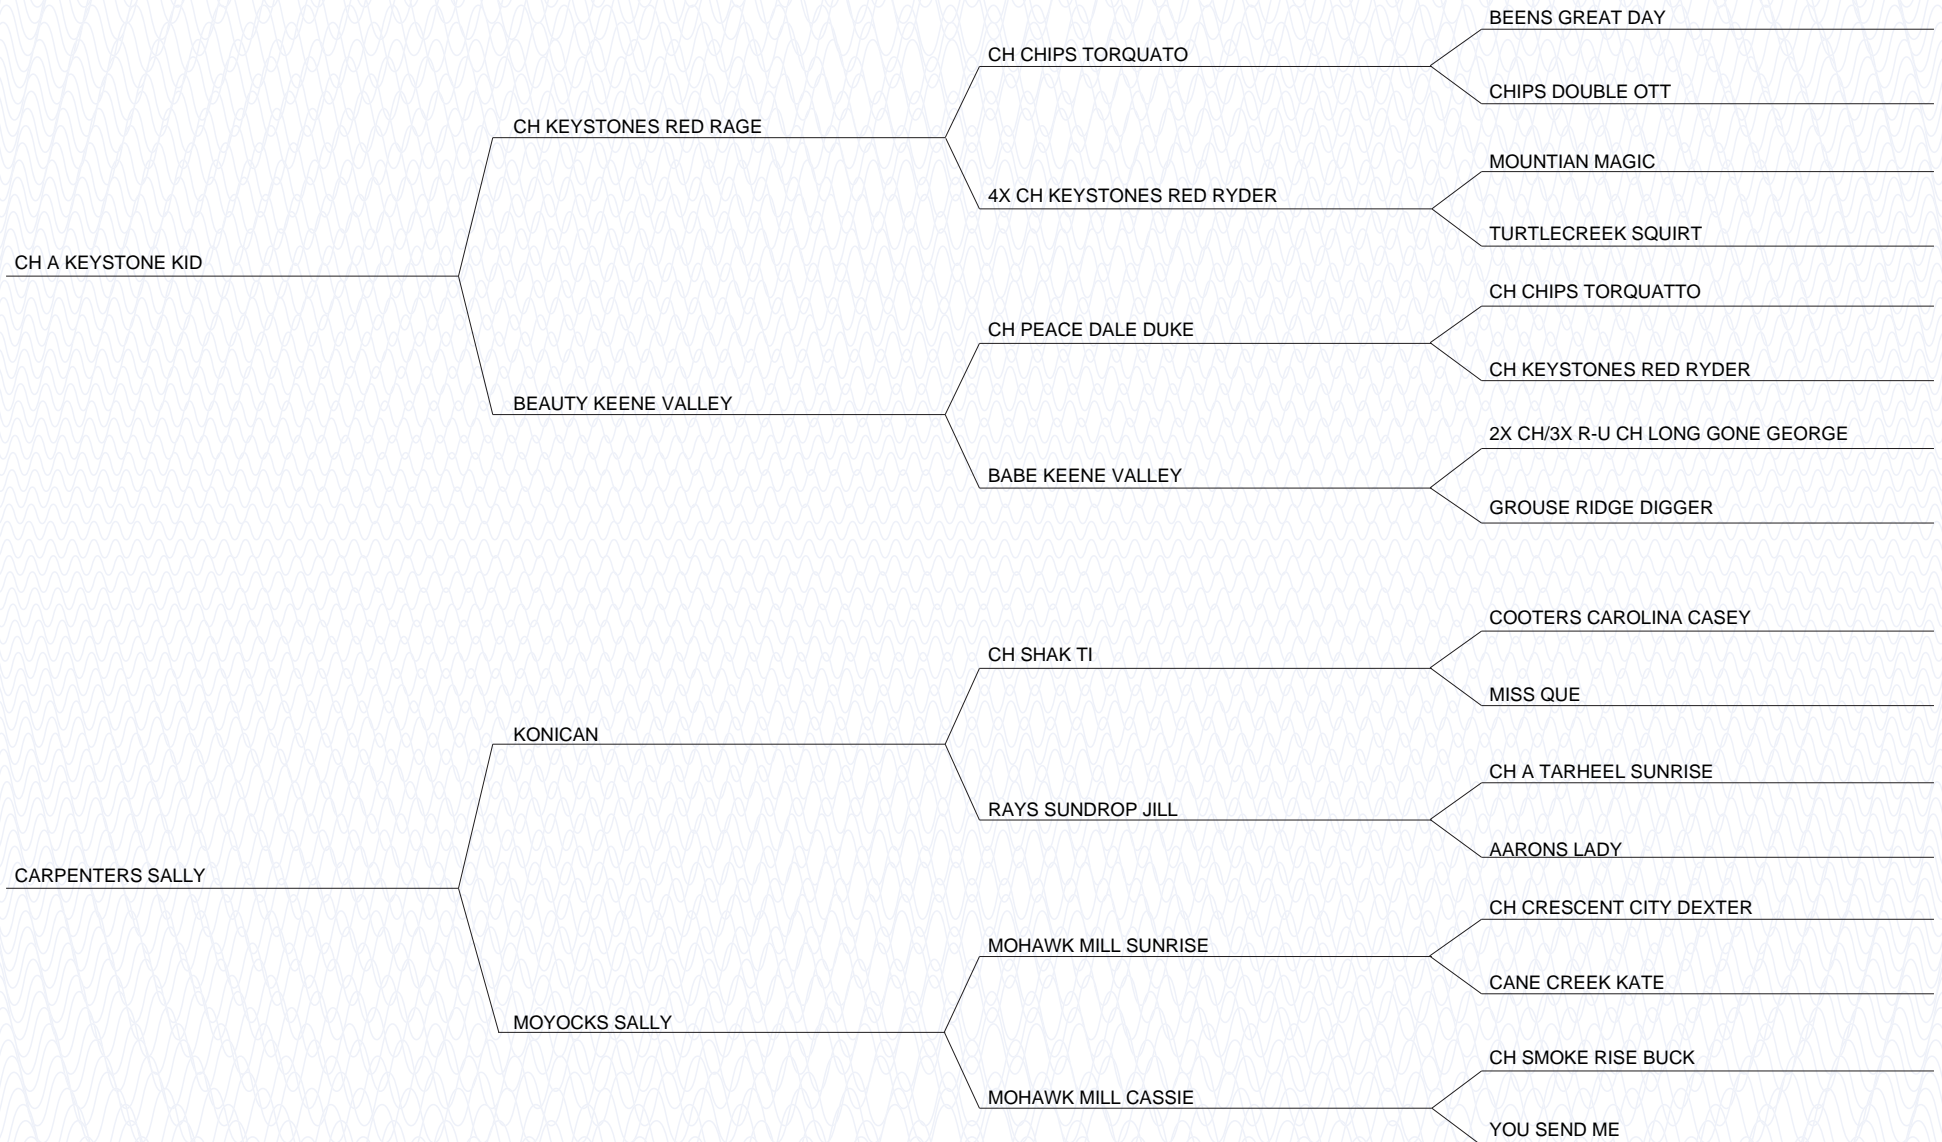 BEENS GREAT DAY
CH CHIPS TORQUATO
CHIPS DOUBLE OTT
CH KEYSTONES RED RAGE
MOUNTIAN MAGIC
4X CH KEYSTONES RED RYDER
TURTLECREEK SQUIRT
CH A KEYSTONE KID
CH CHIPS TORQUATTO
CH PEACE DALE DUKE
CH KEYSTONES RED RYDER
BEAUTY KEENE VALLEY
2X CH/3X R-U CH LONG GONE GEORGE
BABE KEENE VALLEY
GROUSE RIDGE DIGGER
COOTERS CAROLINA CASEY
CH SHAK TI
MISS QUE
KONICAN
CH A TARHEEL SUNRISE
RAYS SUNDROP JILL
AARONS LADY
CARPENTERS SALLY
CH CRESCENT CITY DEXTER
MOHAWK MILL SUNRISE
CANE CREEK KATE
MOYOCKS SALLY
CH SMOKE RISE BUCK
MOHAWK MILL CASSIE
YOU SEND ME